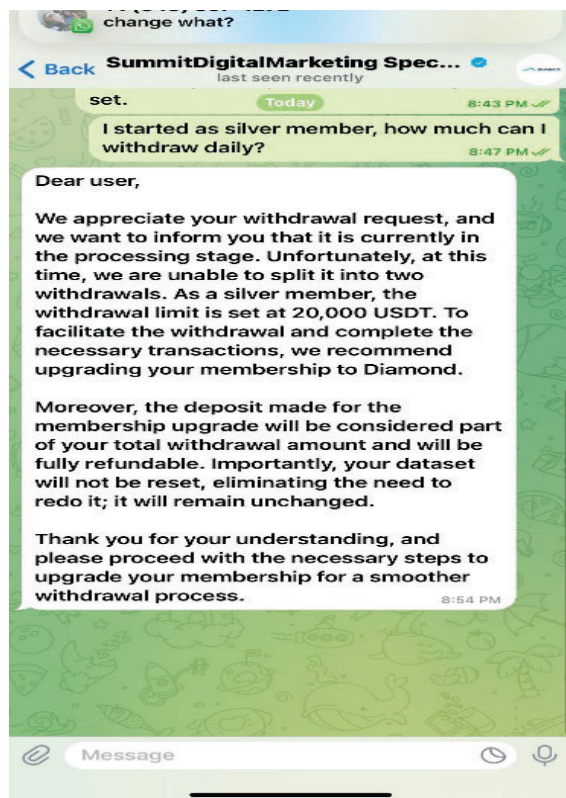 change what?
Back
SummitDigitalMarketing Spec...
last seen recently
set.
Today
8:43 PM
I started as silver member, how much can I
withdraw daily?
8:47 PM
Dear user,
We appreciate your withdrawal request, and
we want to inform you that it is currently in
the processing stage. Unfortunately, at this
time, we are unable to split it into two
withdrawals. As a silver member, the
withdrawal limit is set at 20,000 USDT. To
facilitate the withdrawal and complete the
necessary transactions, we recommend
upgrading your membership to Diamond.
Moreover, the deposit made for the
membership upgrade will be considered part
of your total withdrawal amount and will be
fully refundable. Importantly, your dataset
will not be reset, eliminating the need to
redo it; it will remain unchanged.
Thank you for your understanding, and
please proceed with the necessary steps to
upgrade your membership for a smoother
withdrawal process.
8:54 PM
Message